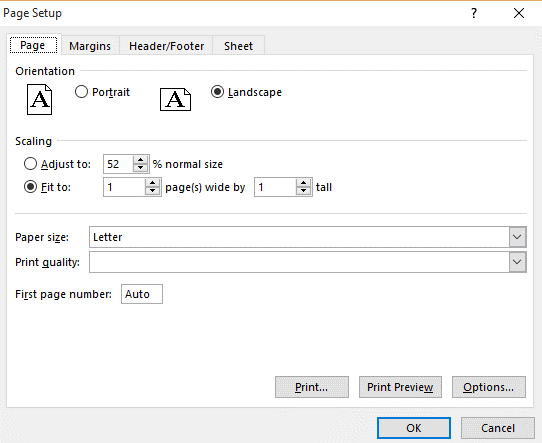 Page Setup ? ×
Page Margins Header/Footer Sheet
Orientation
A Portrait A Landscape
Scaling
Adjust to: 52 % normal size
Fit to: 1 page(s) wide by 1 tall
Paper size: Letter
Print quality:
First page number: Auto
Print... Print Preview Options...
OK Cancel